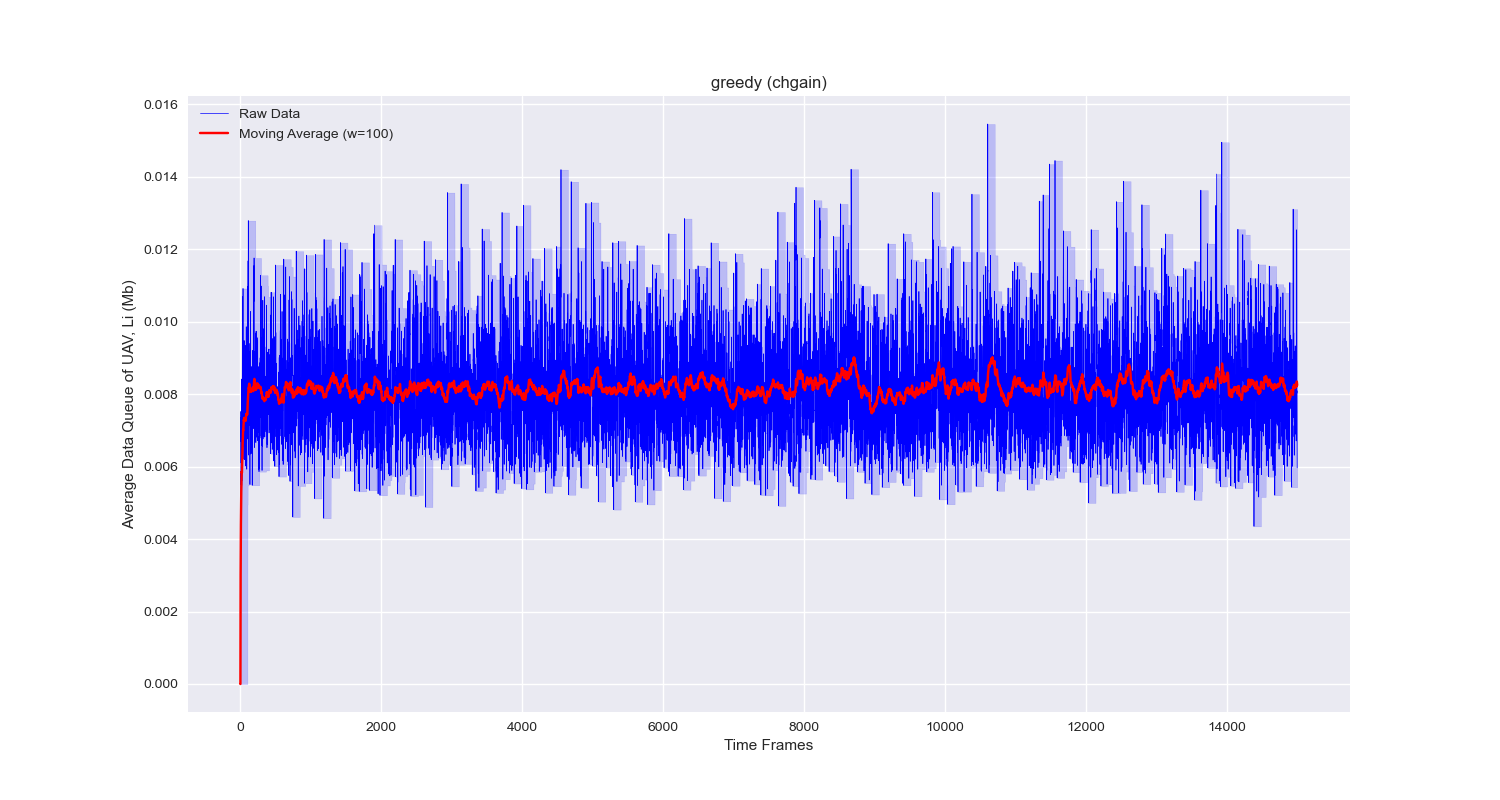 greedy (chgain)
Raw Data
Moving Average (w=100)
Average Data Queue of UAV, Li (Mb)
0.016
0.014
0.012
0.010
0.008
0.006
0.004
0.002
0.000
0 2000 4000 6000 8000 10000 12000 14000
Time Frames